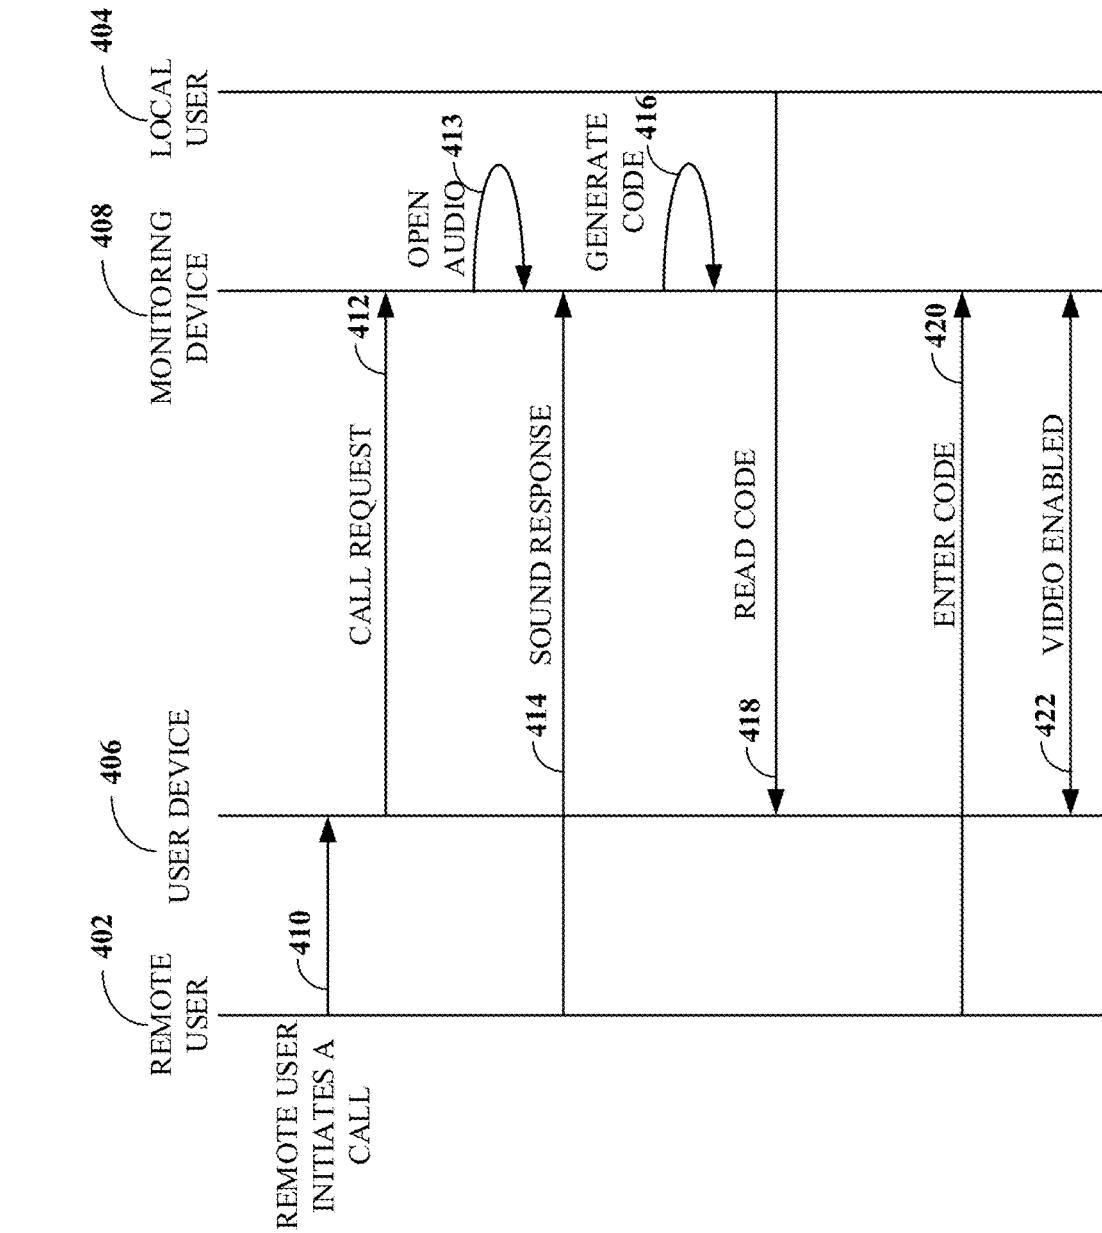 402
REMOTE
USER
406
USER DEVICE
408
MONITORING
DEVICE
404
LOCAL
USER
REMOTE USER
INITIATES A
CALL
410
CALL REQUEST
412
OPEN
AUDIO
413
414
SOUND RESPONSE
GENERATE
CODE
416
418
READ CODE
ENTER CODE
420
422
VIDEO ENABLED